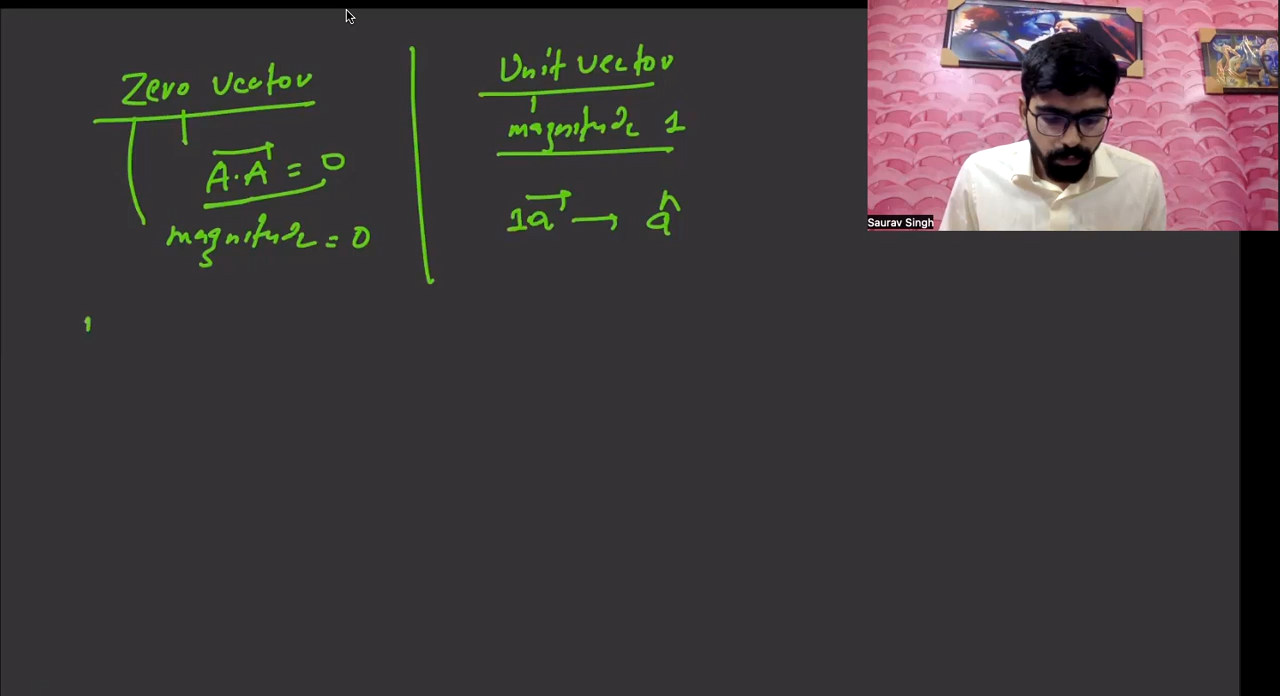 Zero vector
A⃗·A⃗ = 0
magnitude = 0
Unit vector
magnitude 1
1a⃗ → â
Saurav Singh